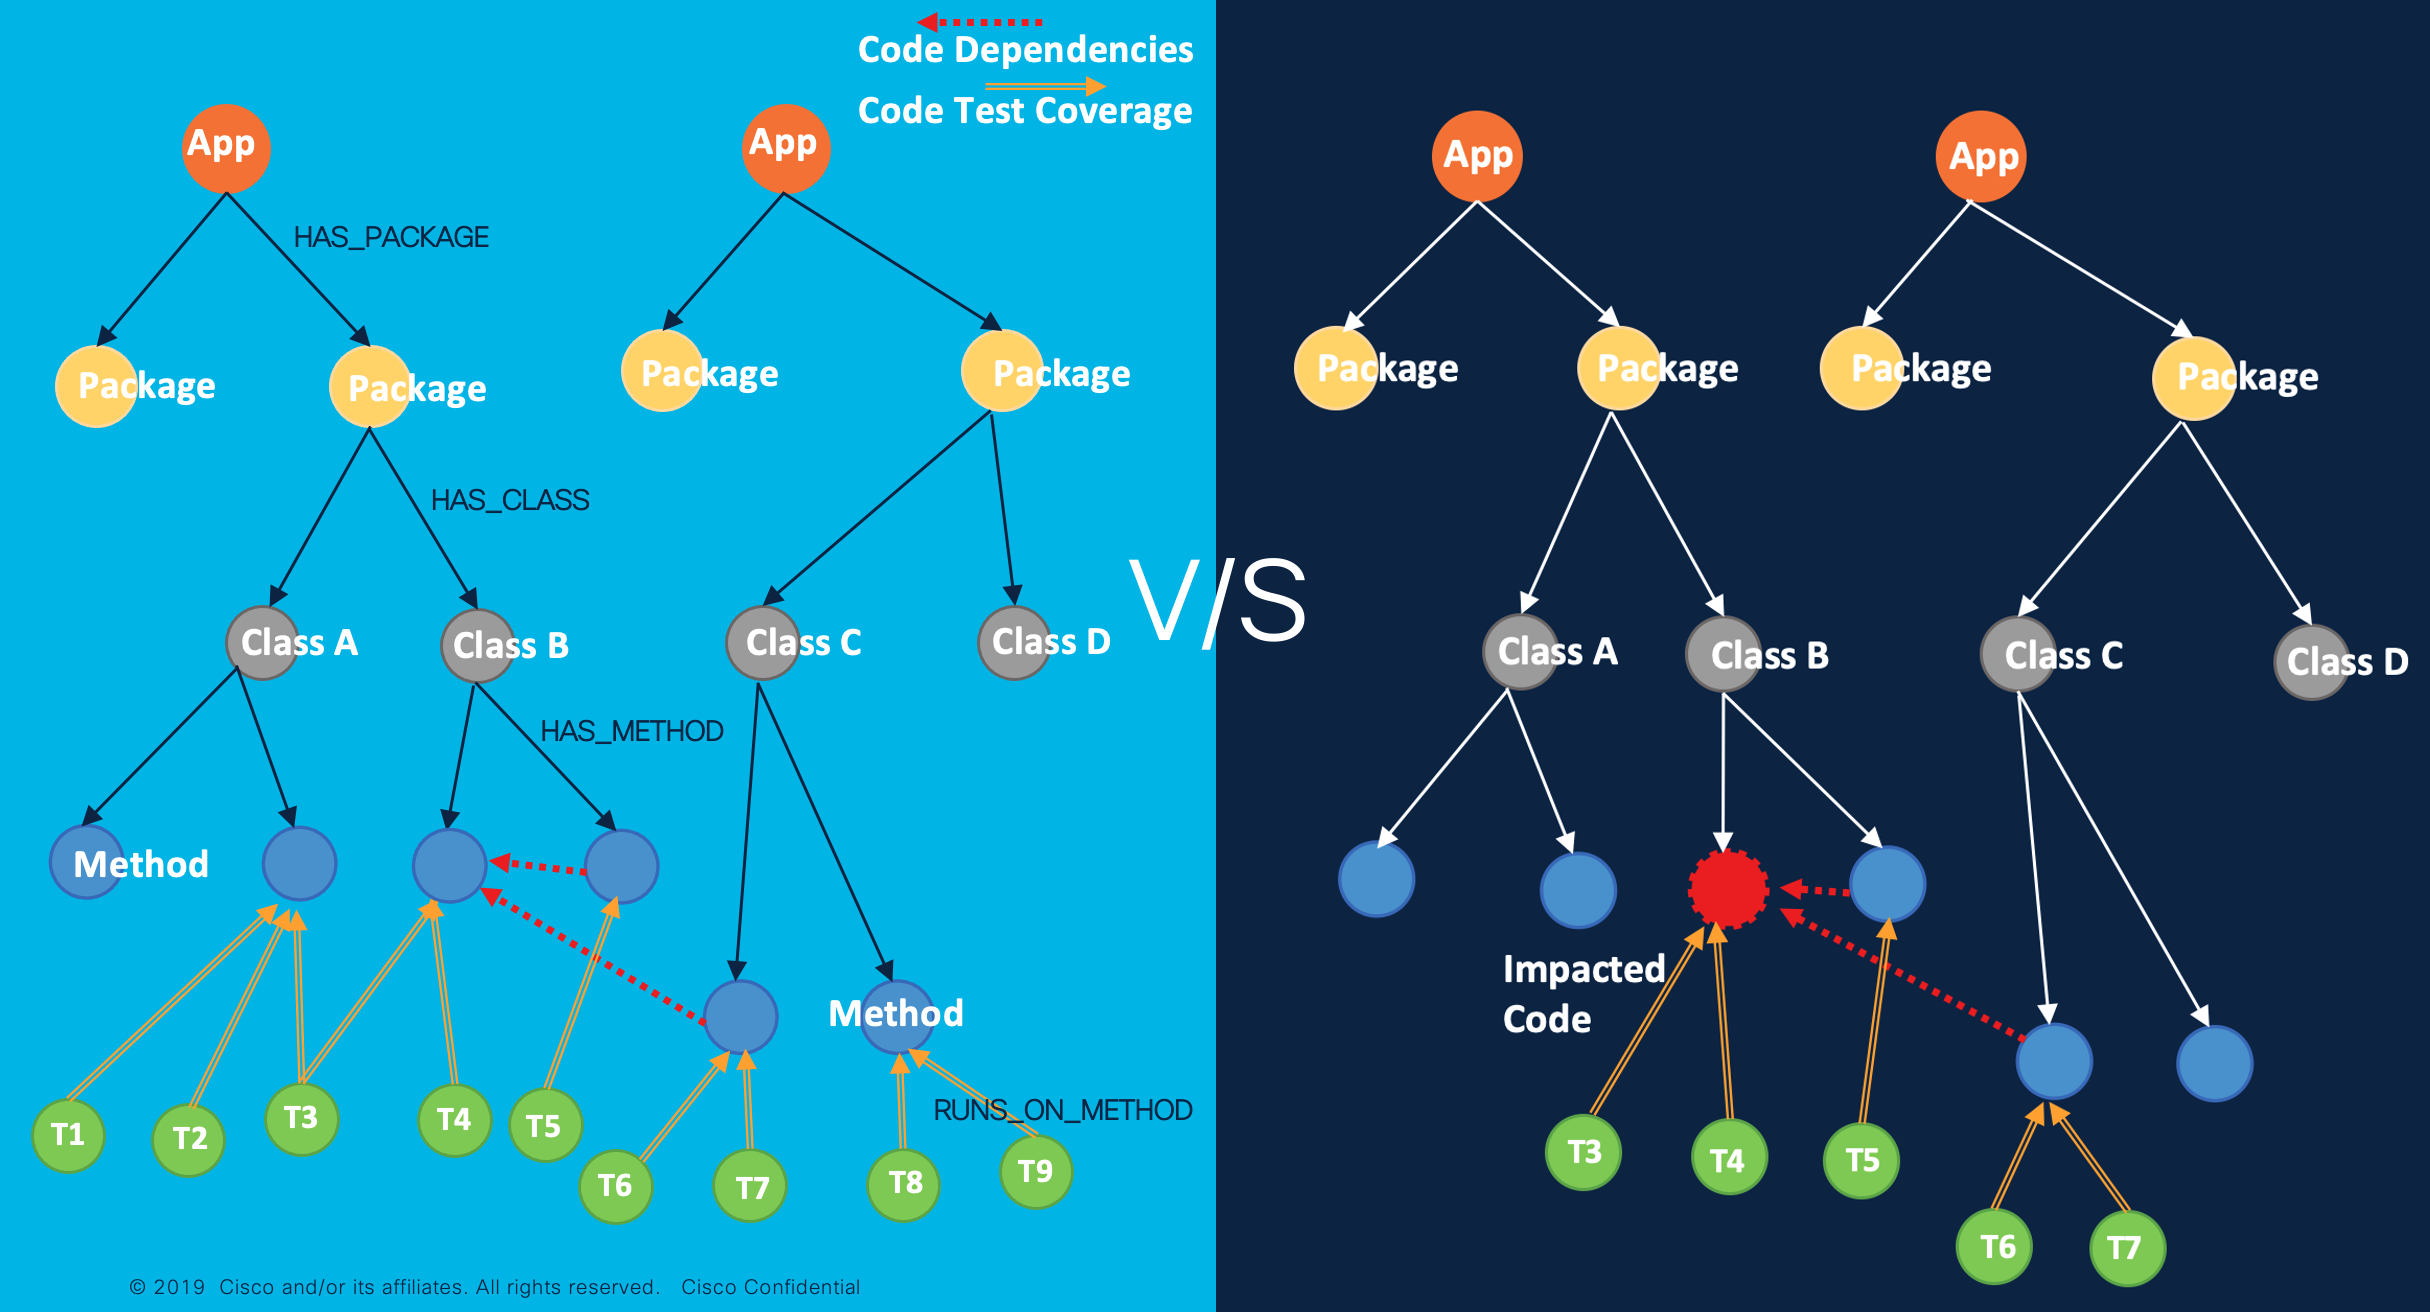 Code Dependencies
Code Test Coverage
App
App
HAS_PACKAGE
Package
Package
Package
Package
HAS_CLASS
Class A
Class B
Class C
Class D
HAS_METHOD
Method
Method
T1
T2
T3
T4
T5
T6
T7
T8
T9
RUNS_ON_METHOD
© 2019 Cisco and/or its affiliates. All rights reserved. Cisco Confidential
V/S
App
App
Package
Package
Package
Package
Class A
Class B
Class C
Class D
Impacted
Code
T3
T4
T5
T6
T7